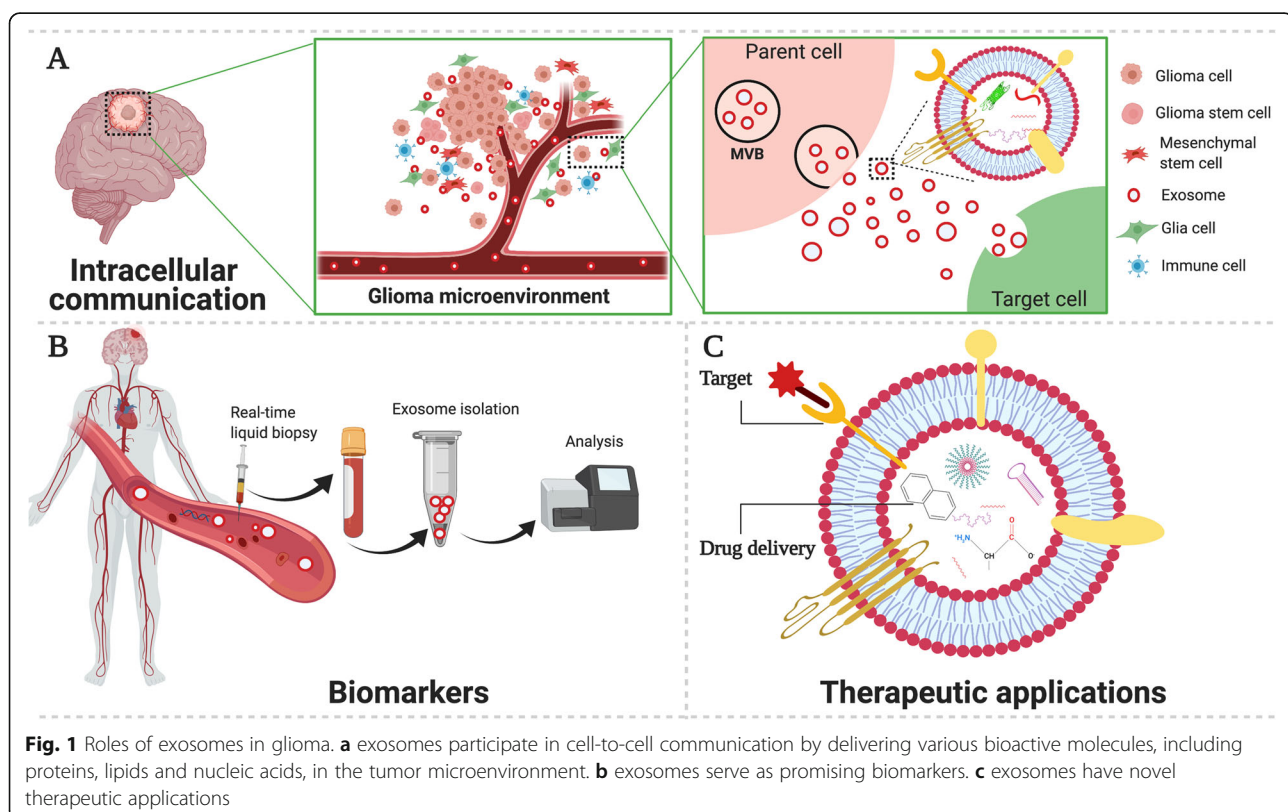 A
Intracellular
communication
Glioma microenvironment
Parent cell
MVB
Target cell
Glioma cell
Glioma stem cell
Mesenchymal
stem cell
Exosome
Glia cell
Immune cell
B
Real-time
liquid biopsy
Exosome isolation
Analysis
Biomarkers
C
Target
Drug delivery
⁺H₃N
CH
O
O⁻
Therapeutic applications
Fig. 1 Roles of exosomes in glioma. a exosomes participate in cell-to-cell communication by delivering various bioactive molecules, including
proteins, lipids and nucleic acids, in the tumor microenvironment. b exosomes serve as promising biomarkers. c exosomes have novel
therapeutic applications